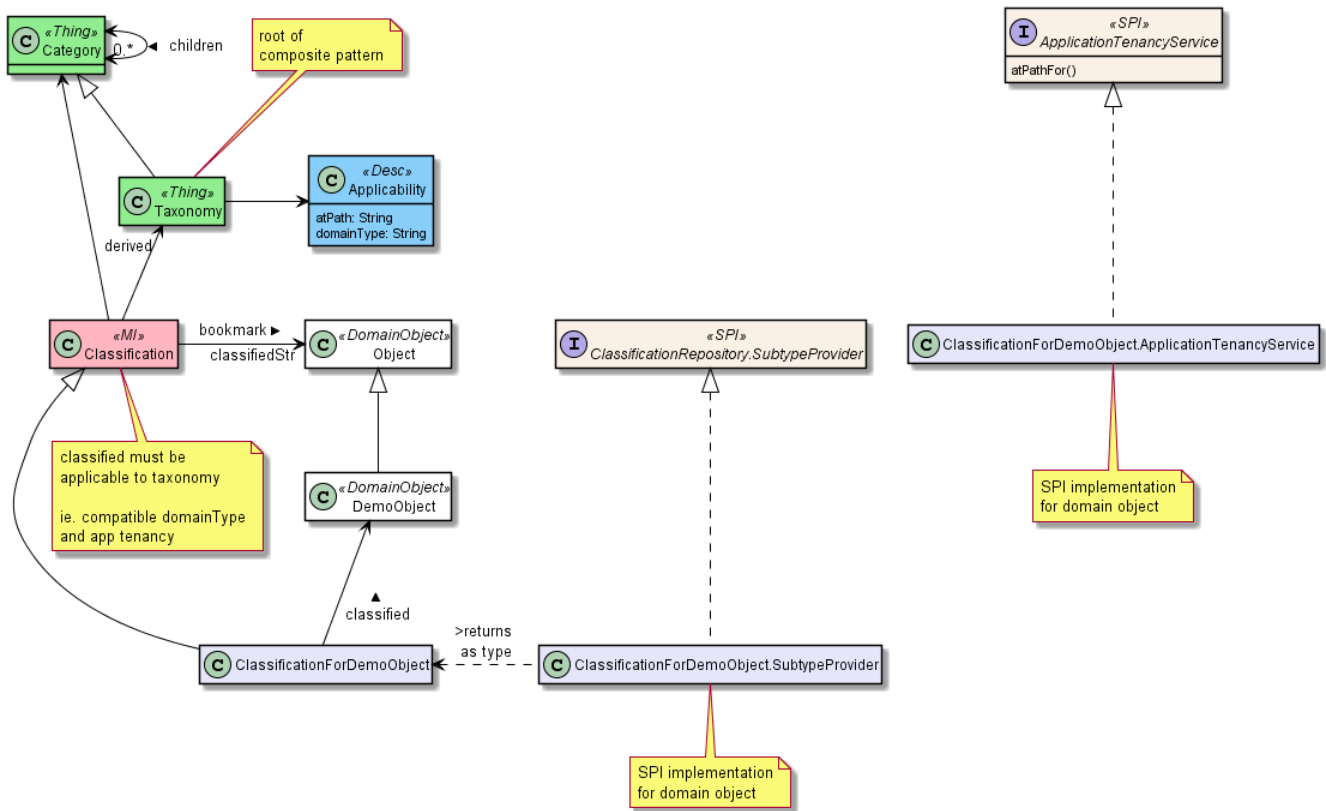 C
«Thing»
Category
0..*
◄ children
root of
composite pattern
I
«SPI»
ApplicationTenancyService
atPathFor()
C
«Thing»
Taxonomy
C
«Desc»
Applicability
atPath: String
domainType: String
derived
C
«MI»
Classification
bookmark ►
classifiedStr
C
«DomainObject»
Object
I
«SPI»
ClassificationRepository.SubtypeProvider
C
ClassificationForDemoObject.ApplicationTenancyService
classified must be
applicable to taxonomy
ie. compatible domainType
and app tenancy
C
«DomainObject»
DemoObject
SPI implementation
for domain object
▲
classified
C
ClassificationForDemoObject
>returns
as type
C
ClassificationForDemoObject.SubtypeProvider
SPI implementation
for domain object